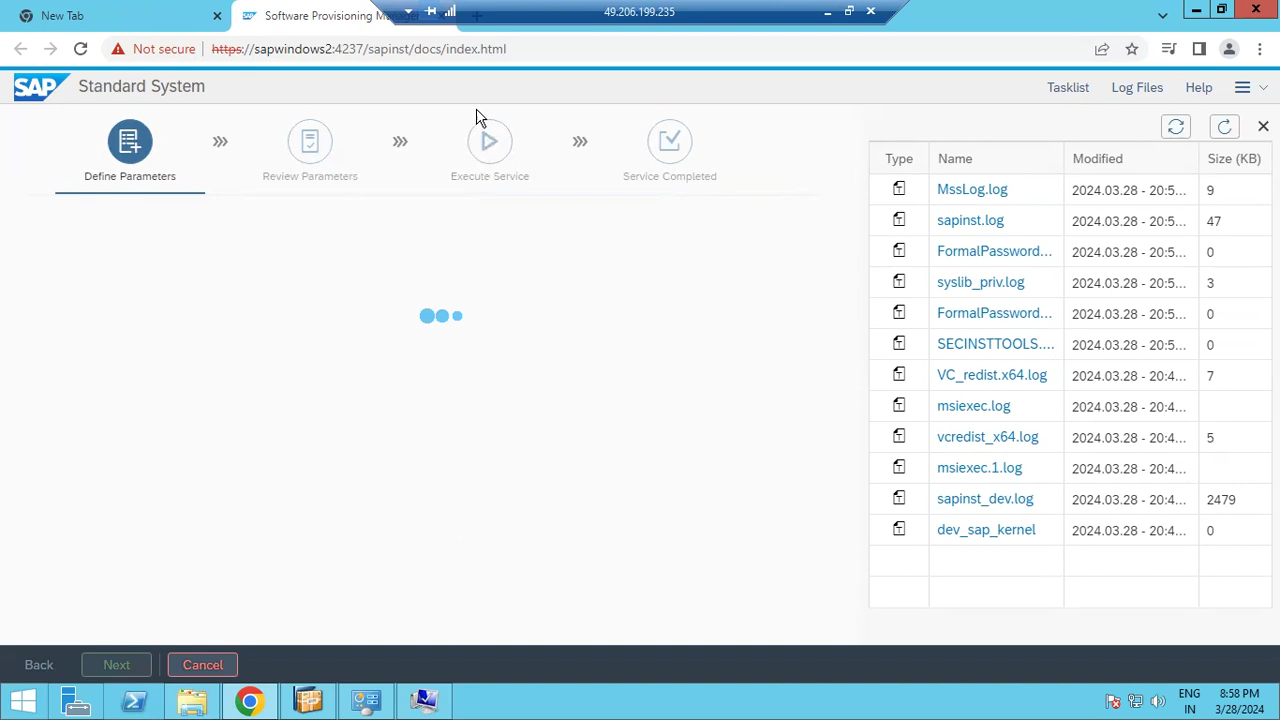 New Tab
Software Provisioning Manage
49.206.199.235
Not secure
https://sapwindows2:4237/sapinst/docs/index.html
SAP
Standard System
Tasklist
Log Files
Help
Define Parameters
Review Parameters
Execute Service
Service Completed
Type Name Modified Size (KB)
MssLog.log 2024.03.28 - 20:5... 9
sapinst.log 2024.03.28 - 20:5... 47
FormalPassword... 2024.03.28 - 20:5... 0
syslib_priv.log 2024.03.28 - 20:5... 3
FormalPassword... 2024.03.28 - 20:5... 0
SECINSTTOOLS.... 2024.03.28 - 20:5... 0
VC_redist.x64.log 2024.03.28 - 20:4... 7
msiexec.log 2024.03.28 - 20:4...
vcredist_x64.log 2024.03.28 - 20:4... 5
msiexec.1.log 2024.03.28 - 20:4...
sapinst_dev.log 2024.03.28 - 20:4... 2479
dev_sap_kernel 2024.03.28 - 20:4... 0
Back
Next
Cancel
ENG 8:58 PM
IN 3/28/2024